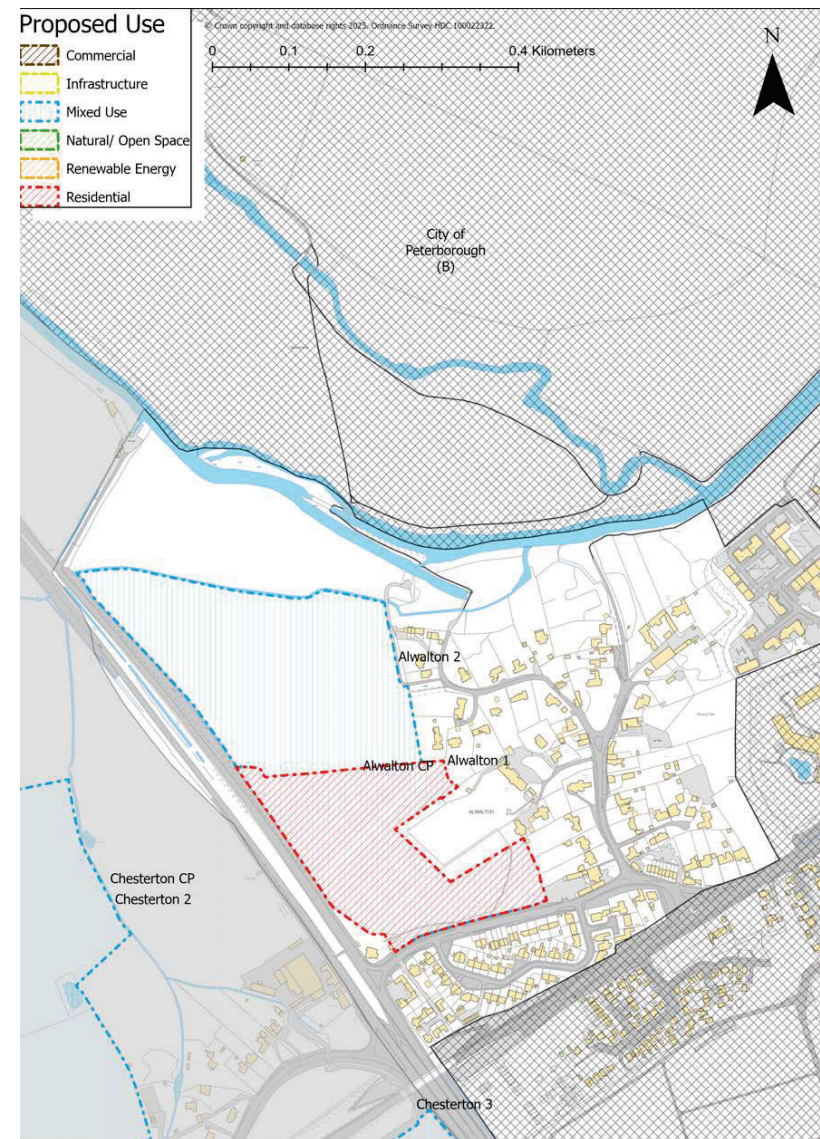 Proposed Use
Commercial
Infrastructure
Mixed Use
Natural/ Open Space
Renewable Energy
Residential
© Crown copyright and database rights 2025. Ordnance Survey HDC 100022322.
0 0.1 0.2 0.4 Kilometers
N
City of
Peterborough
(B)
Alwalton 2
Alwalton CP
Alwalton 1
ALWALTON
Chesterton CP
Chesterton 2
Chesterton 3